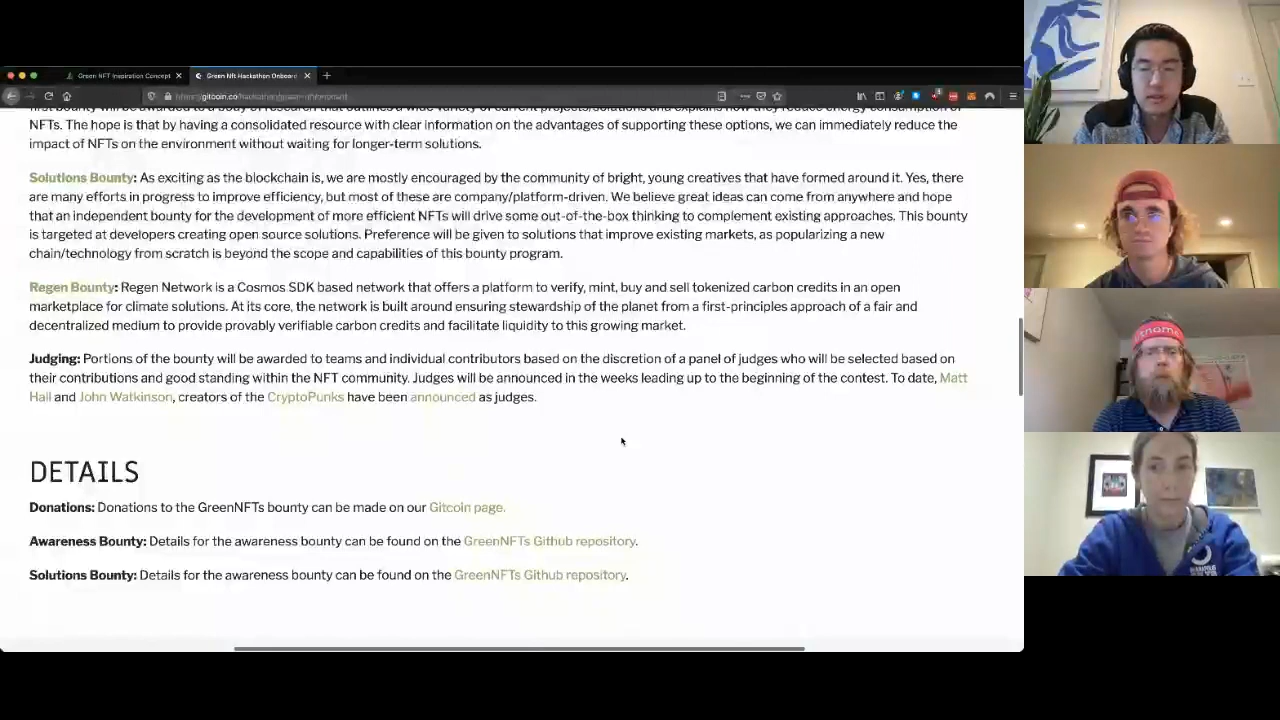 Green NFT Inspiration Concept
Green Nft Hackathon Onboard
NFTs. The hope is that by having a consolidated resource with clear information on the advantages of supporting these options, we can immediately reduce the
impact of NFTs on the environment without waiting for longer-term solutions.
Solutions Bounty: As exciting as the blockchain is, we are mostly encouraged by the community of bright, young creatives that have formed around it. Yes, there
are many efforts in progress to improve efficiency, but most of these are company/platform-driven. We believe great ideas can come from anywhere and hope
that an independent bounty for the development of more efficient NFTs will drive some out-of-the-box thinking to complement existing approaches. This bounty
is targeted at developers creating open source solutions. Preference will be given to solutions that improve existing markets, as popularizing a new
chain/technology from scratch is beyond the scope and capabilities of this bounty program.
Regen Bounty: Regen Network is a Cosmos SDK based network that offers a platform to verify, mint, buy and sell tokenized carbon credits in an open
marketplace for climate solutions. At its core, the network is built around ensuring stewardship of the planet from a first-principles approach of a fair and
decentralized medium to provide provably verifiable carbon credits and facilitate liquidity to this growing market.
Judging: Portions of the bounty will be awarded to teams and individual contributors based on the discretion of a panel of judges who will be selected based on
their contributions and good standing within the NFT community. Judges will be announced in the weeks leading up to the beginning of the contest. To date, Matt
Hall and John Watkinson, creators of the CryptoPunks have been announced as judges.
DETAILS
Donations: Donations to the GreenNFTs bounty can be made on our Gitcoin page.
Awareness Bounty: Details for the awareness bounty can be found on the GreenNFTs Github repository.
Solutions Bounty: Details for the awareness bounty can be found on the GreenNFTs Github repository.